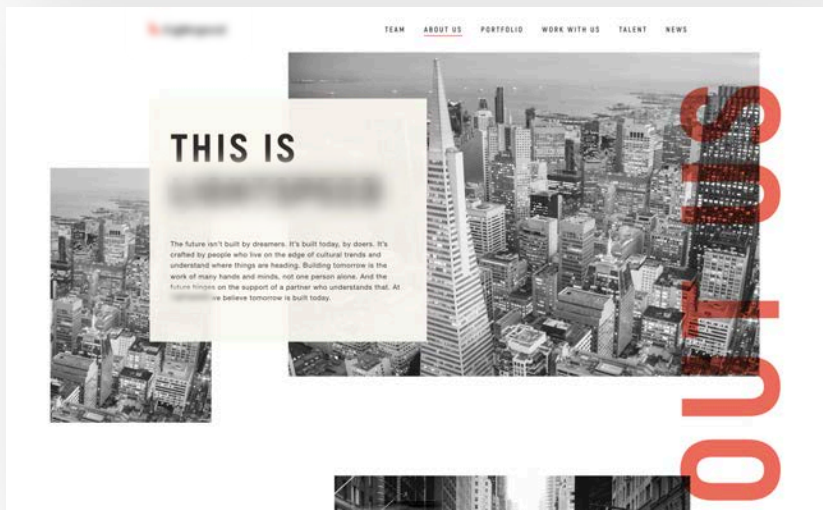 TEAM ABOUT US PORTFOLIO WORK WITH US TALENT NEWS
THIS IS
The future isn't built by dreamers. It's built today, by doers. It's
crafted by people who live on the edge of cultural trends and
understand where things are heading. Building tomorrow is the
work of many hands and minds, not one person alone. And the
future hinges on the support of a partner who understands that. At
we believe tomorrow is built today.
OUT US